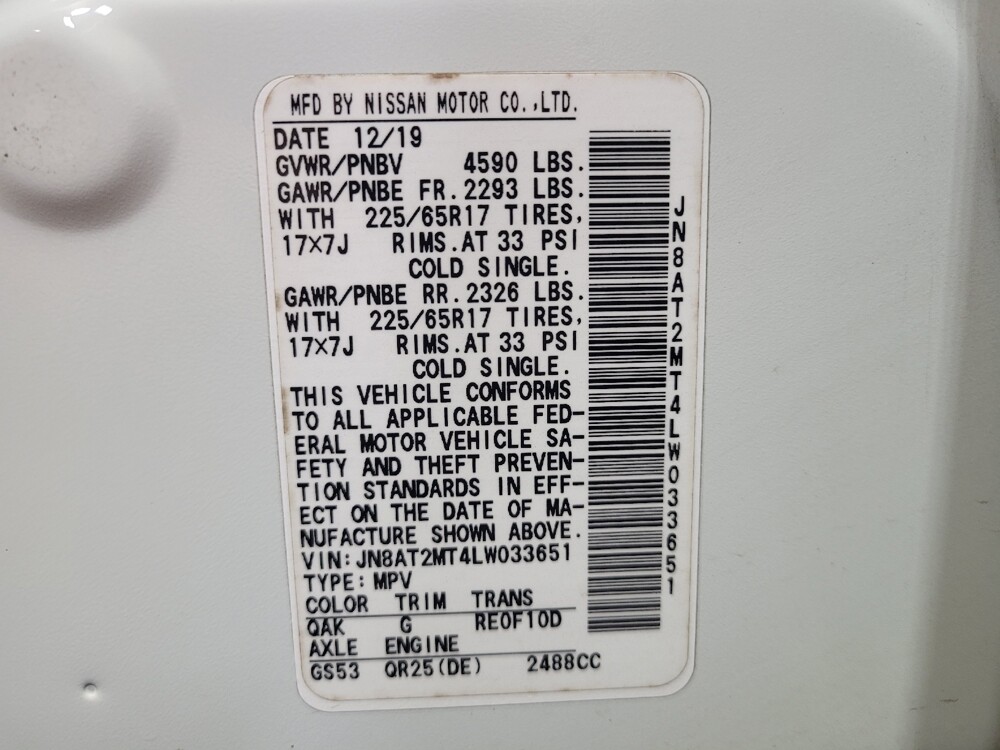 MFD BY NISSAN MOTOR CO.,LTD.
DATE 12/19
GVWR/PNBV 4590 LBS.
GAWR/PNBE FR. 2293 LBS.
WITH 225/65R17 TIRES,
17×7J RIMS.AT 33 PSI
COLD SINGLE.
GAWR/PNBE RR. 2326 LBS.
WITH 225/65R17 TIRES,
17×7J RIMS.AT 33 PSI
COLD SINGLE.
THIS VEHICLE CONFORMS
TO ALL APPLICABLE FED-
ERAL MOTOR VEHICLE SA-
FETY AND THEFT PREVEN-
TION STANDARDS IN EFF-
ECT ON THE DATE OF MA-
NUFACTURE SHOWN ABOVE.
VIN:JN8AT2MT4LW033651
TYPE:MPV
COLOR TRIM TRANS
QAK G RE0F10D
AXLE ENGINE
GS53 QR25(DE) 2488CC
JN8AT2MT4LW033651